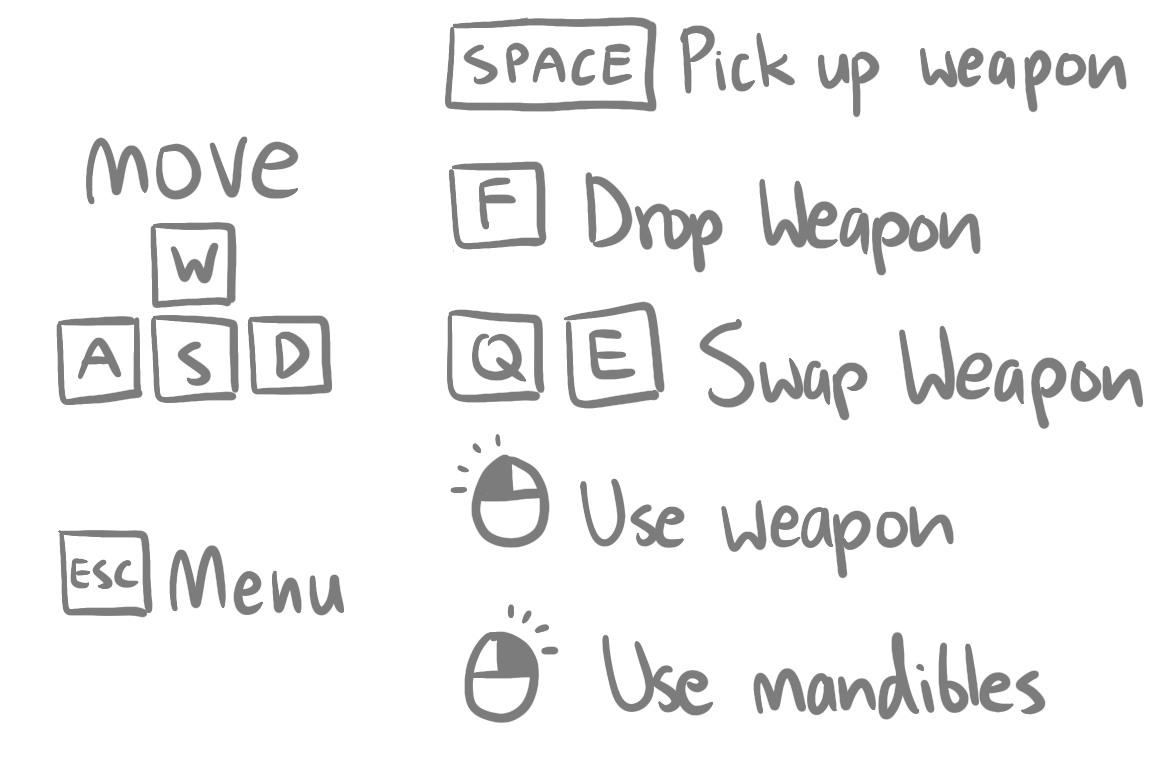 move
W
A S D
ESC Menu
SPACE Pick up weapon
F Drop Weapon
Q E Swap Weapon
Use weapon
Use mandibles